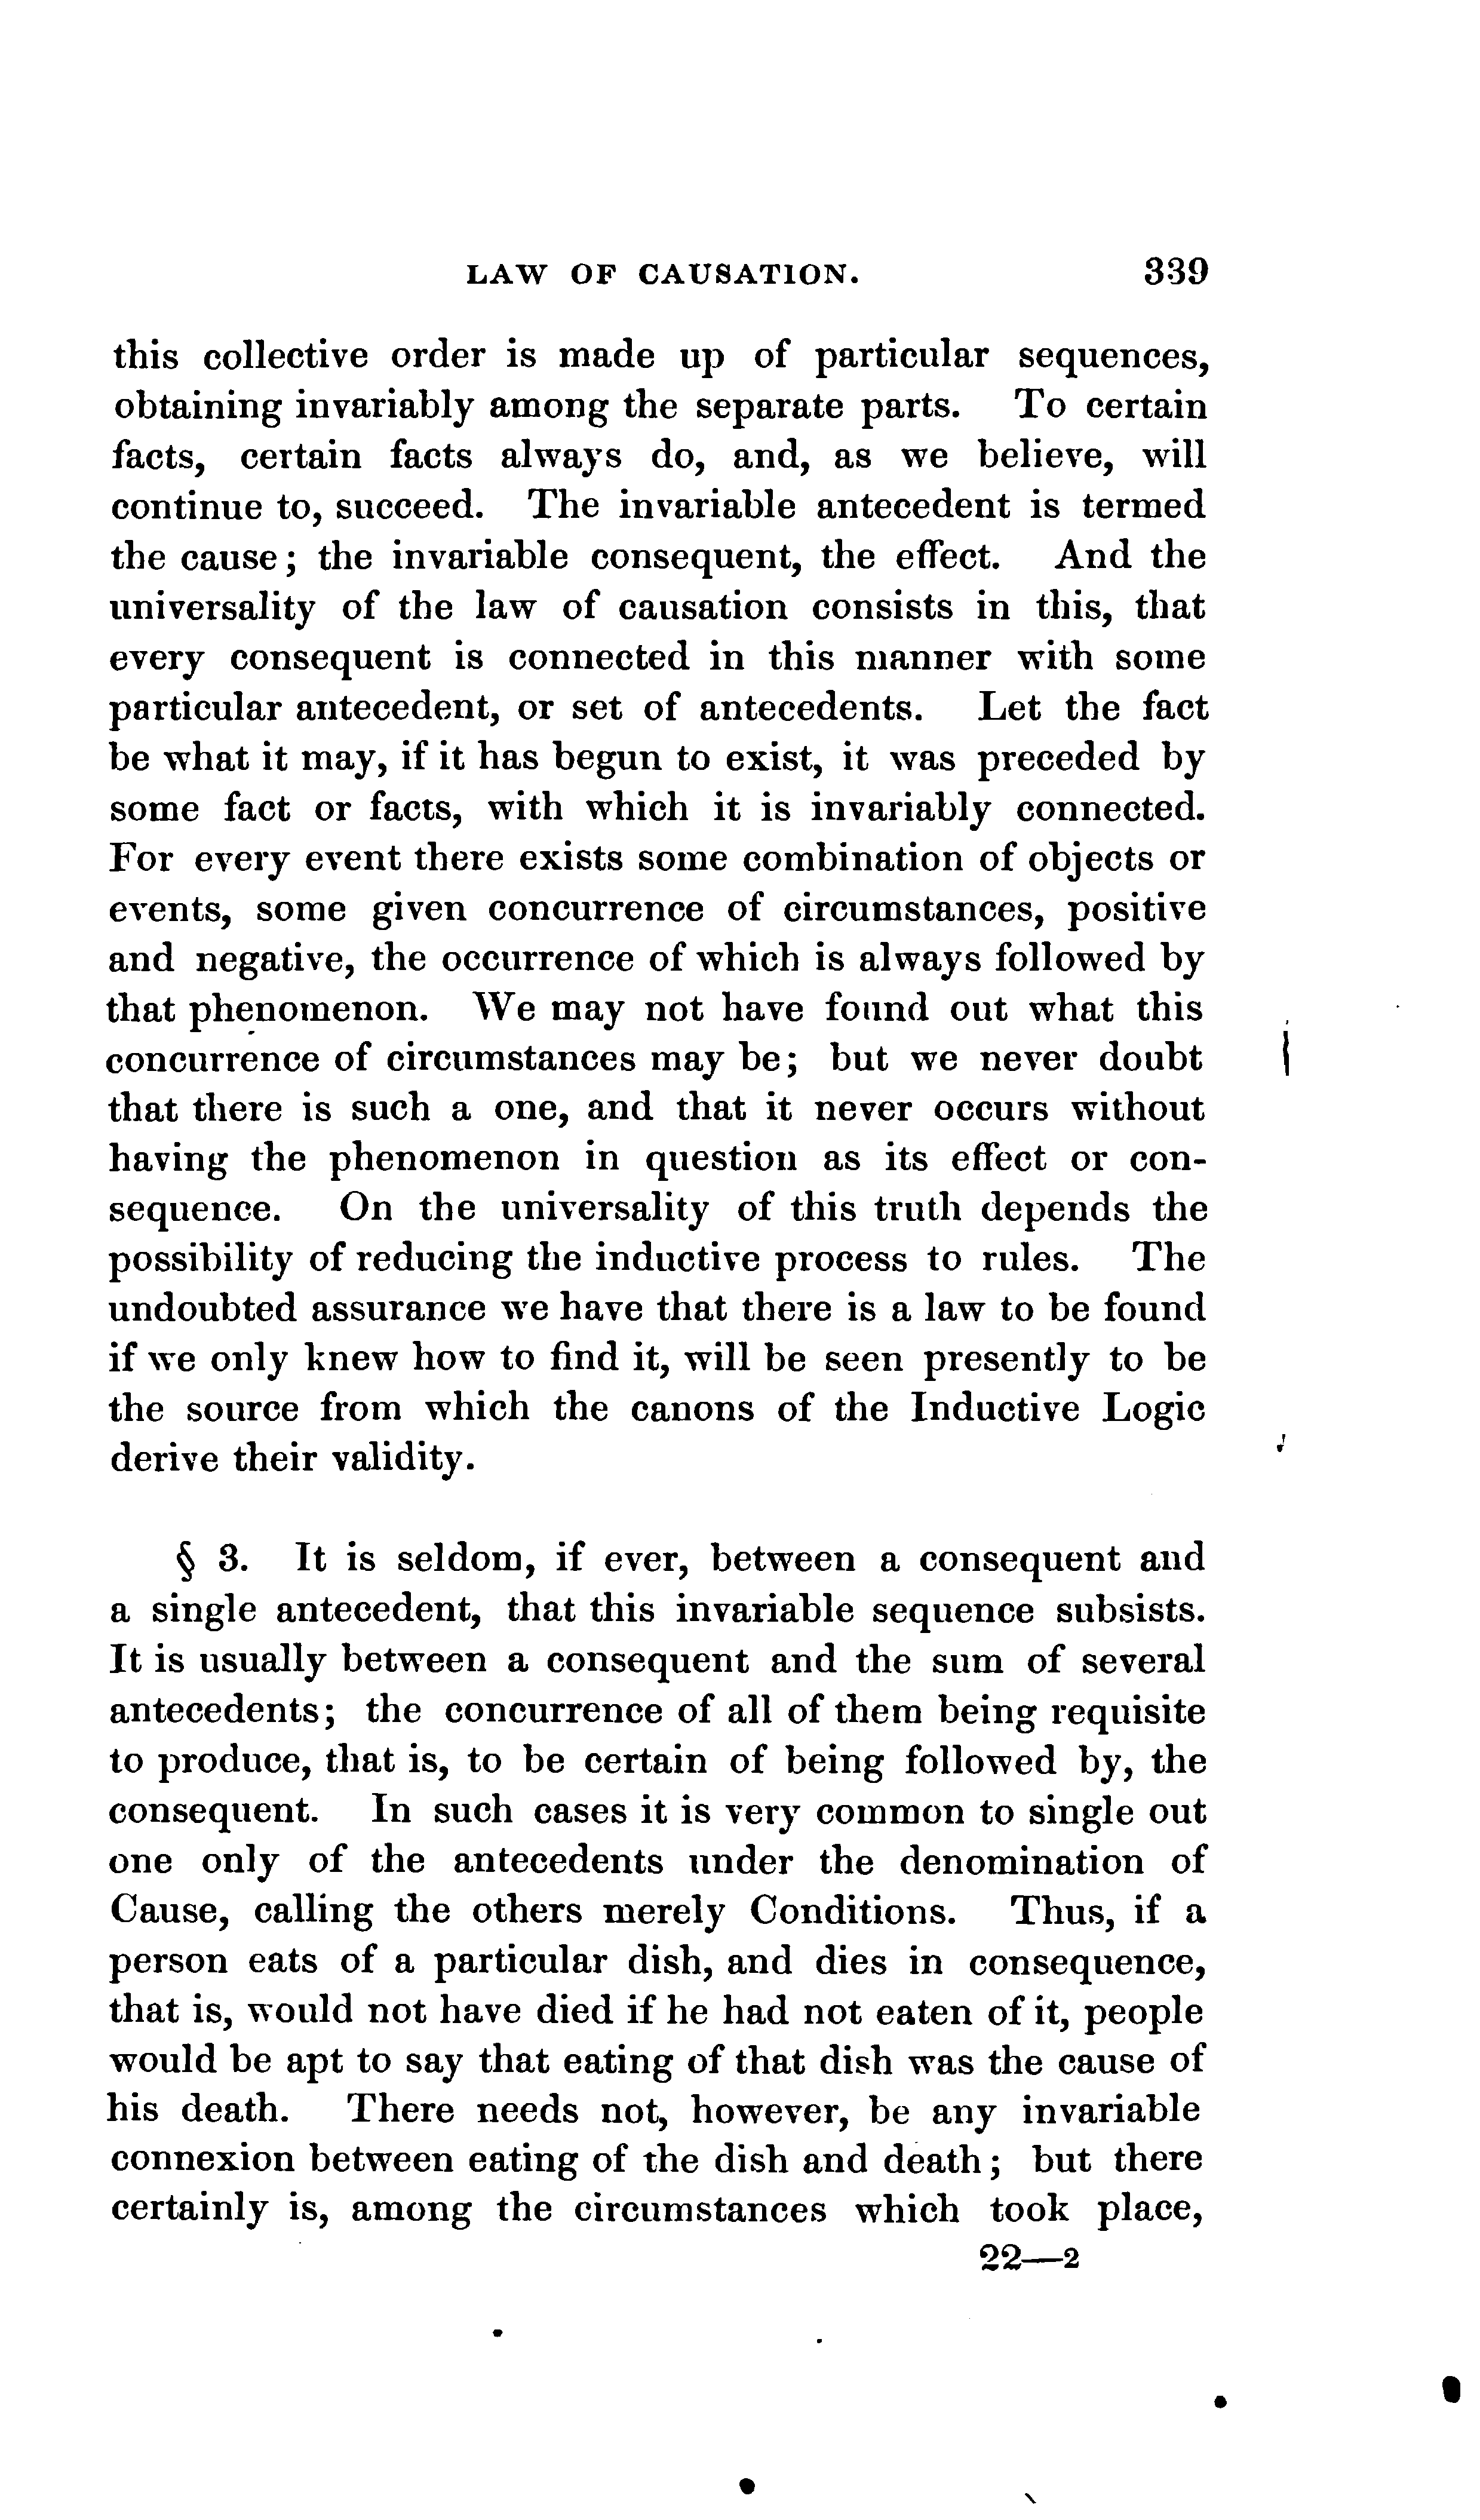 LAW OF CAUSATION. 339
this collective order is made up of particular sequences,
obtaining invariably among the separate parts. To certain
facts, certain facts always do, and, as we believe, will
continue to, succeed. The invariable antecedent is termed
the cause; the invariable consequent, the effect. And the
universality of the law of causation consists in this, that
every consequent is connected in this manner with some
particular antecedent, or set of antecedents. Let the fact
be what it may, if it has begun to exist, it was preceded by
some fact or facts, with which it is invariably connected.
For every event there exists some combination of objects or
events, some given concurrence of circumstances, positive
and negative, the occurrence of which is always followed by
that phenomenon. We may not have found out what this
concurrence of circumstances may be; but we never doubt
that there is such a one, and that it never occurs without
having the phenomenon in question as its effect or con-
sequence. On the universality of this truth depends the
possibility of reducing the inductive process to rules. The
undoubted assurance we have that there is a law to be found
if we only knew how to find it, will be seen presently to be
the source from which the canons of the Inductive Logic
derive their validity.
§ 3. It is seldom, if ever, between a consequent and
a single antecedent, that this invariable sequence subsists.
It is usually between a consequent and the sum of several
antecedents; the concurrence of all of them being requisite
to produce, that is, to be certain of being followed by, the
consequent. In such cases it is very common to single out
one only of the antecedents under the denomination of
Cause, calling the others merely Conditions. Thus, if a
person eats of a particular dish, and dies in consequence,
that is, would not have died if he had not eaten of it, people
would be apt to say that eating of that dish was the cause of
his death. There needs not, however, be any invariable
connexion between eating of the dish and death; but there
certainly is, among the circumstances which took place,
22—2